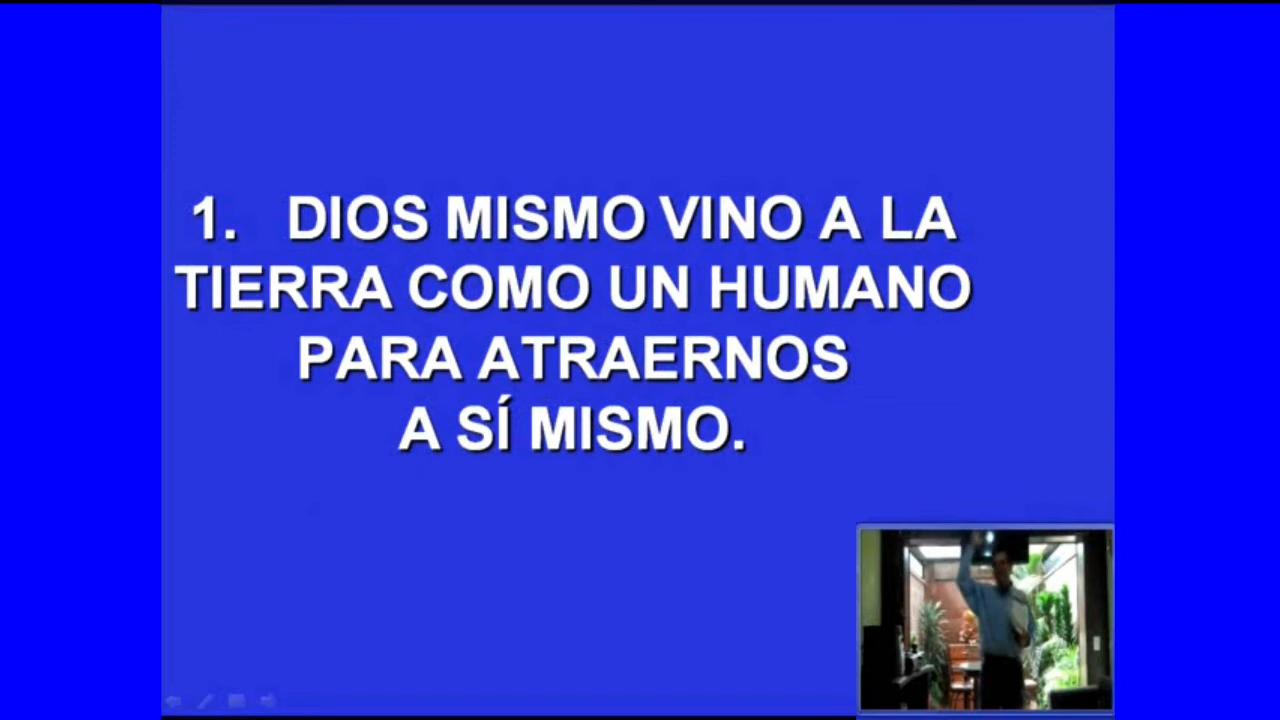 1. DIOS MISMO VINO A LA
TIERRA COMO UN HUMANO
PARA ATRAERNOS
A SÍ MISMO.